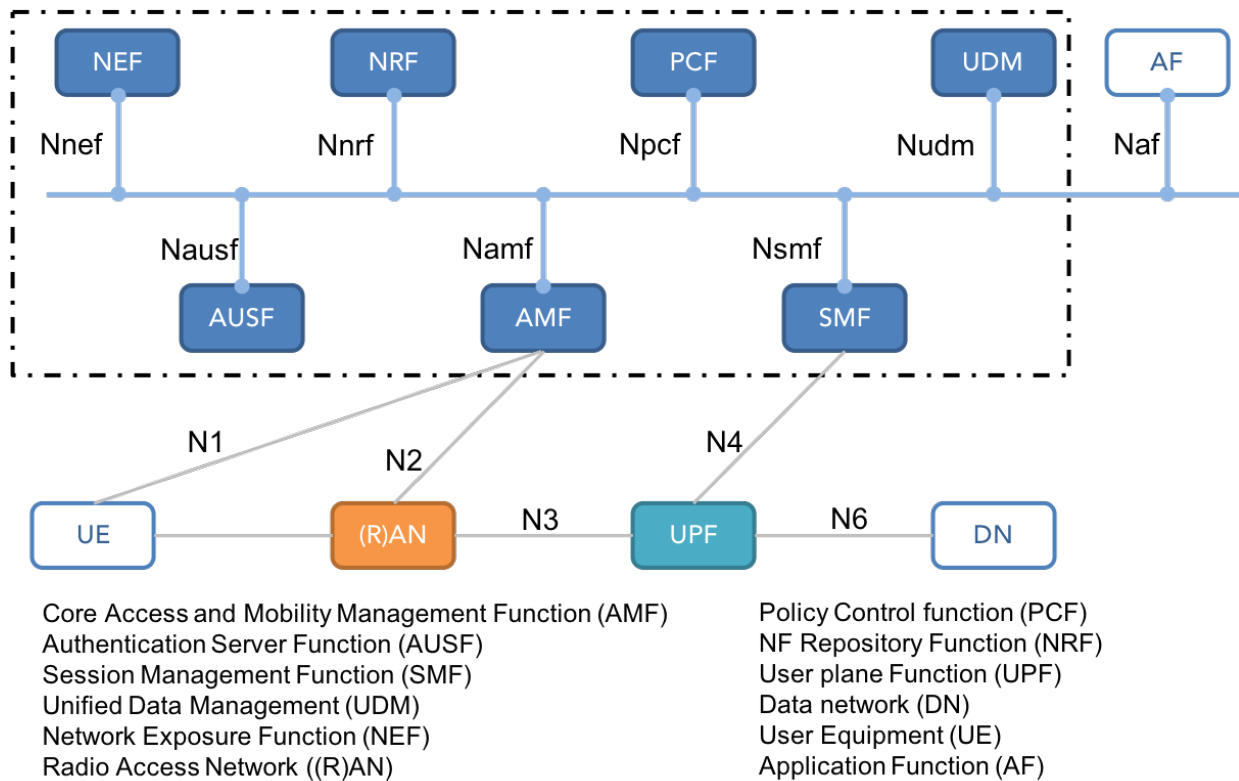 NEF NRF PCF UDM AF
Nnef Nnrf Npcf Nudm Naf
Nausf Namf Nsmf
AUSF AMF SMF
N1 N2 N4
UE (R)AN N3 UPF N6 DN
Core Access and Mobility Management Function (AMF)
Authentication Server Function (AUSF)
Session Management Function (SMF)
Unified Data Management (UDM)
Network Exposure Function (NEF)
Radio Access Network ((R)AN)
Policy Control function (PCF)
NF Repository Function (NRF)
User plane Function (UPF)
Data network (DN)
User Equipment (UE)
Application Function (AF)